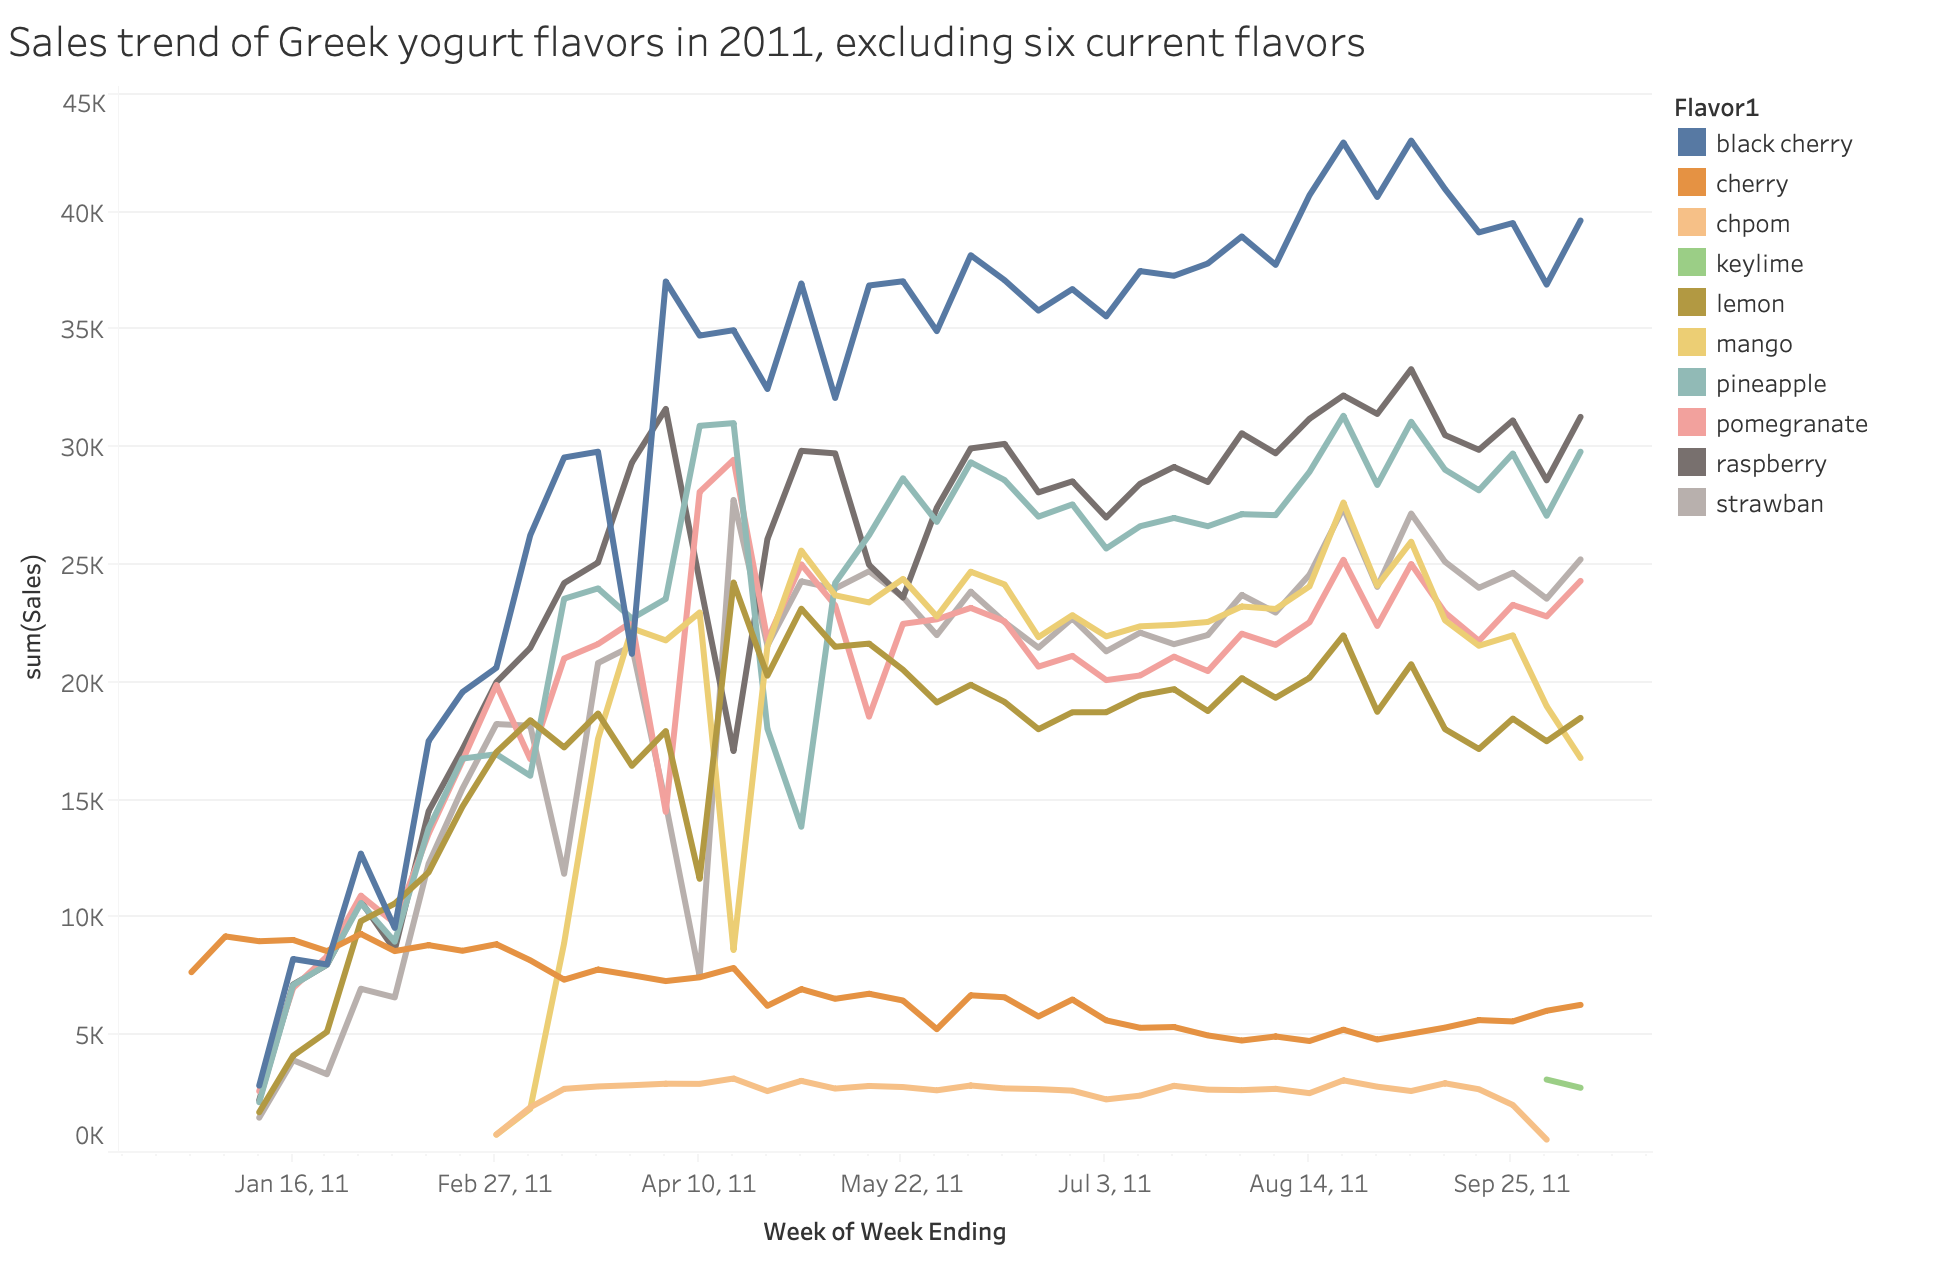 Sales trend of Greek yogurt flavors in 2011, excluding six current flavors
45K
40K
35K
30K
25K
20K
15K
10K
5K
0K
sum(Sales)
Jan 16, 11
Feb 27, 11
Apr 10, 11
May 22, 11
Jul 3, 11
Aug 14, 11
Sep 25, 11
Week of Week Ending
Flavor1
black cherry
cherry
chpom
keylime
lemon
mango
pineapple
pomegranate
raspberry
strawban